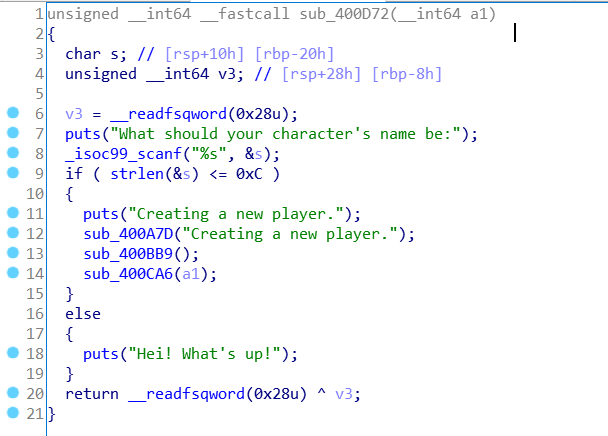 1 unsigned __int64 __fastcall sub_400D72(__int64 a1)
2 {
3   char s; // [rsp+10h] [rbp-20h]
4   unsigned __int64 v3; // [rsp+28h] [rbp-8h]
5
6   v3 = __readfsqword(0x28u);
7   puts("What should your character's name be:");
8   _isoc99_scanf("%s", &s);
9   if ( strlen(&s) <= 0xC )
10   {
11     puts("Creating a new player.");
12     sub_400A7D("Creating a new player.");
13     sub_400BB9();
14     sub_400CA6(a1);
15   }
16   else
17   {
18     puts("Hei! What's up!");
19   }
20   return __readfsqword(0x28u) ^ v3;
21 }